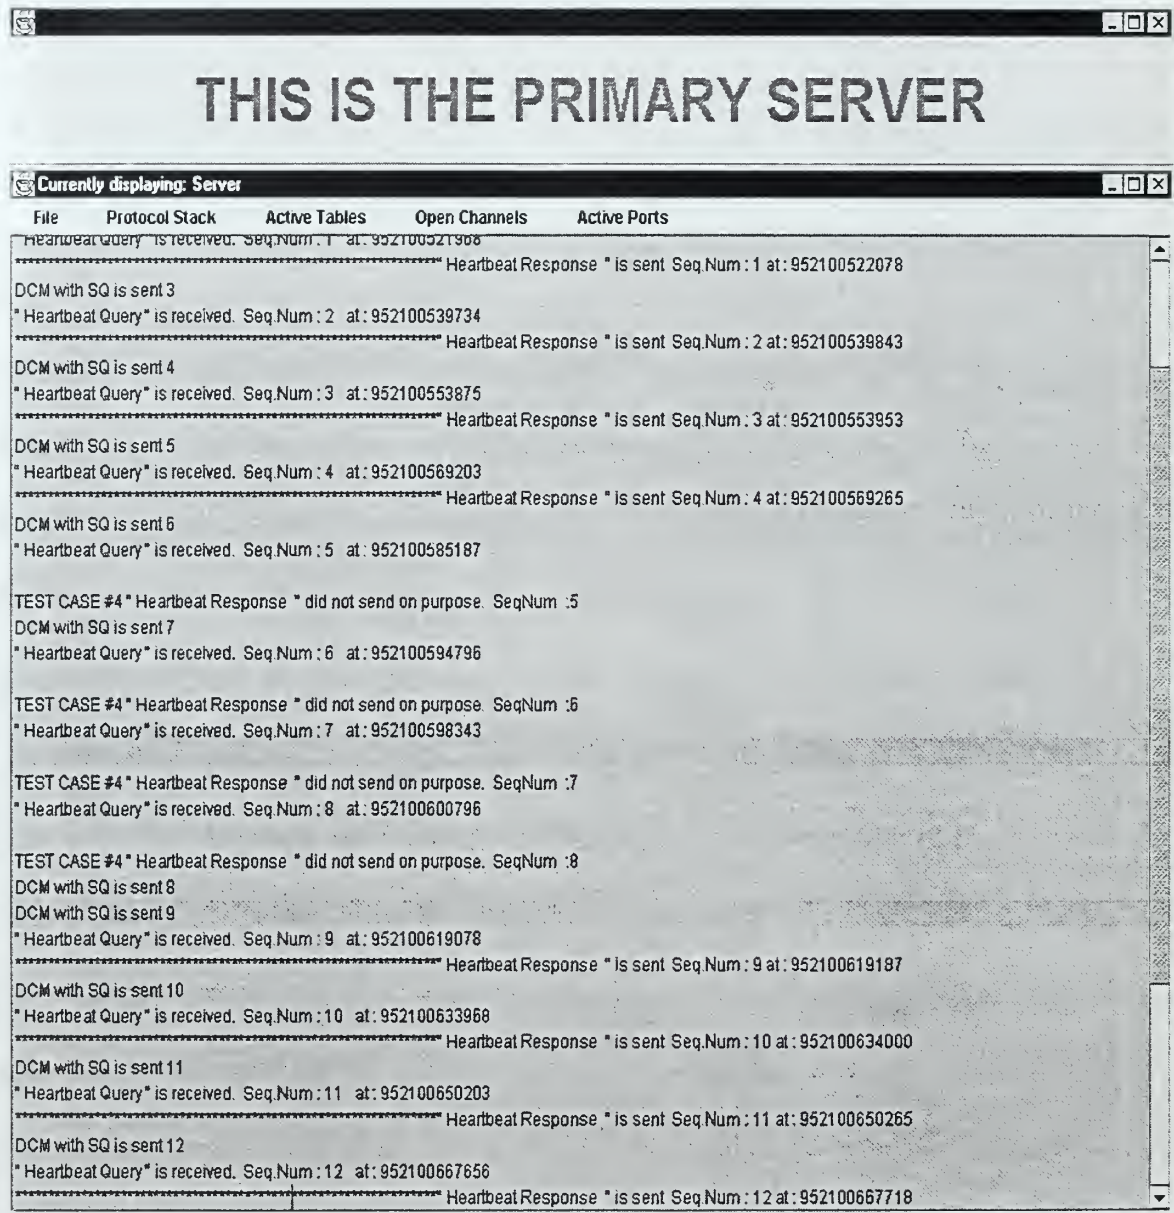 THIS IS THE PRIMARY SERVER
Currently displaying: Server
File Protocol Stack Active Tables Open Channels Active Ports
Heartbeat Query" is received. Seq.Num : 1 at: 952100521968
****************************************************************" Heartbeat Response " is sent Seq.Num : 1 at: 952100522078
DCM with SQ is sent 3
" Heartbeat Query" is received. Seq.Num : 2 at: 952100539734
****************************************************************" Heartbeat Response " is sent Seq.Num : 2 at: 952100539843
DCM with SQ is sent 4
" Heartbeat Query" is received. Seq.Num : 3 at: 952100553875
****************************************************************" Heartbeat Response " is sent Seq.Num : 3 at: 952100553953
DCM with SQ is sent 5
" Heartbeat Query" is received. Seq.Num : 4 at: 952100569203
****************************************************************" Heartbeat Response " is sent Seq.Num : 4 at: 952100569265
DCM with SQ is sent 6
" Heartbeat Query" is received. Seq.Num : 5 at: 952100585187
TEST CASE #4 " Heartbeat Response " did not send on purpose. SeqNum :5
DCM with SQ is sent 7
" Heartbeat Query" is received. Seq.Num : 6 at: 952100594796
TEST CASE #4 " Heartbeat Response " did not send on purpose. SeqNum :6
" Heartbeat Query" is received. Seq.Num : 7 at: 952100598343
TEST CASE #4 " Heartbeat Response " did not send on purpose. SeqNum :7
" Heartbeat Query" is received. Seq.Num : 8 at: 952100600796
TEST CASE #4 " Heartbeat Response " did not send on purpose. SeqNum :8
DCM with SQ is sent 8
DCM with SQ is sent 9
" Heartbeat Query" is received. Seq.Num : 9 at: 952100619078
****************************************************************" Heartbeat Response " is sent Seq.Num : 9 at: 952100619187
DCM with SQ is sent 10
" Heartbeat Query" is received. Seq.Num : 10 at: 952100633968
****************************************************************" Heartbeat Response " is sent Seq.Num : 10 at: 952100634000
DCM with SQ is sent 11
" Heartbeat Query" is received. Seq.Num : 11 at: 952100650203
****************************************************************" Heartbeat Response " is sent Seq.Num : 11 at: 952100650265
DCM with SQ is sent 12
" Heartbeat Query" is received. Seq.Num : 12 at: 952100667656
****************************************************************" Heartbeat Response " is sent Seq.Num : 12 at: 952100667718